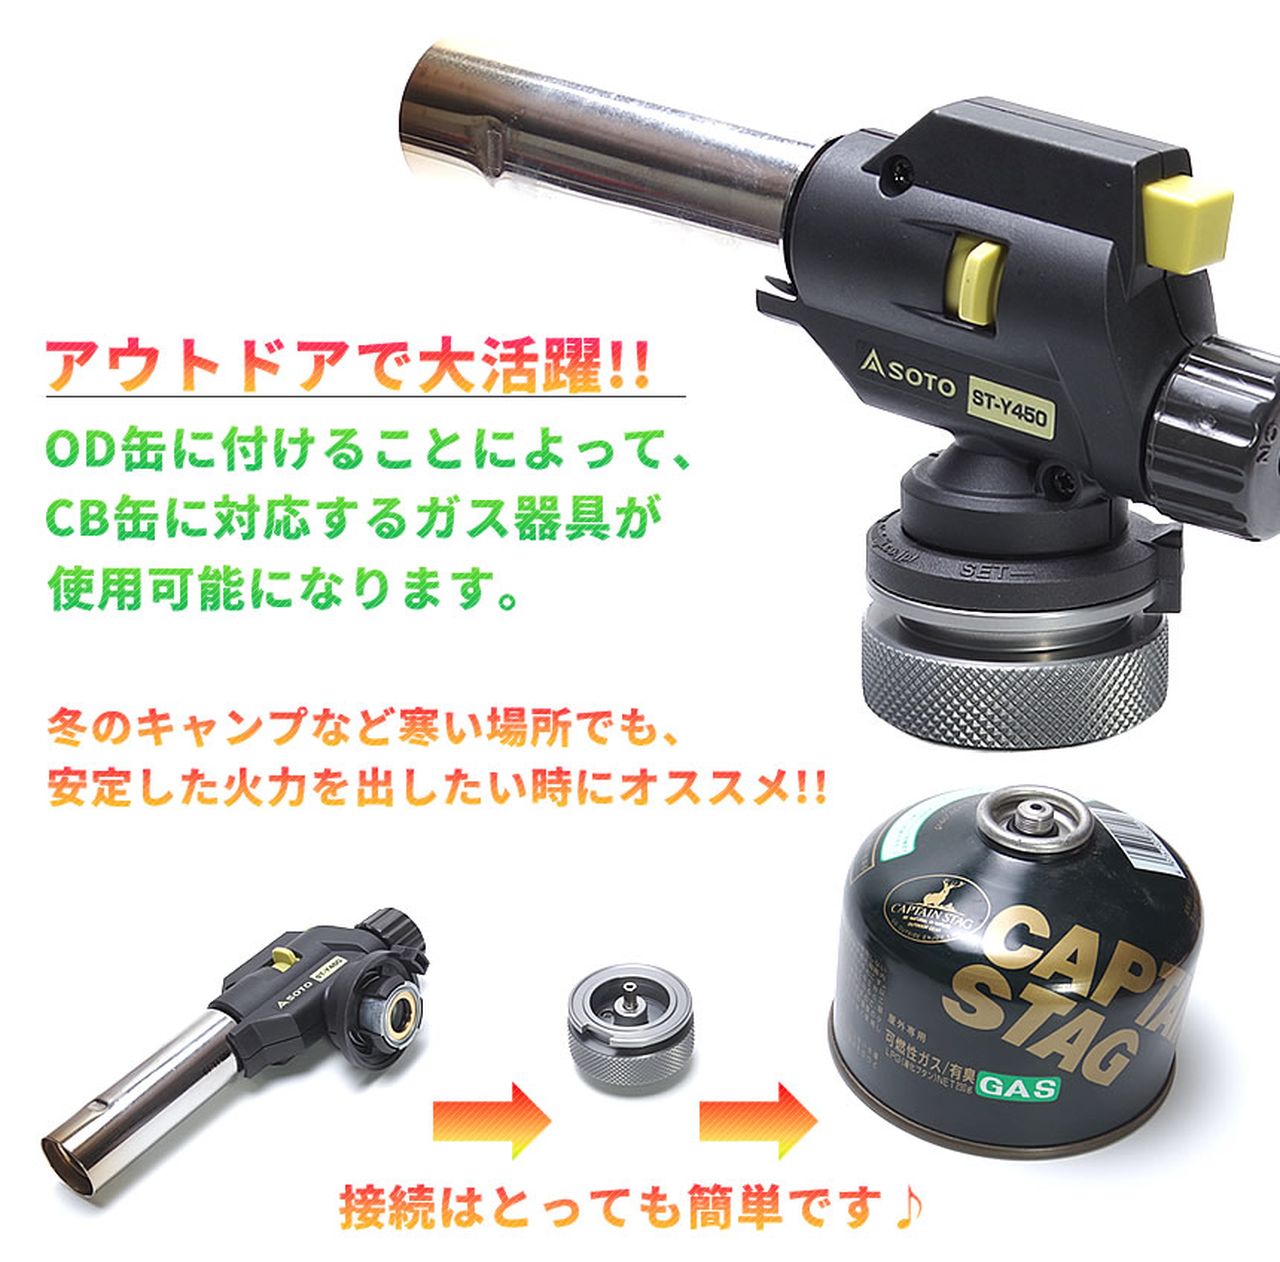 アウトドアで大活躍!!
OD缶に付けることによって、
CB缶に対応するガス器具が
使用可能になります。
冬のキャンプなど寒い場所でも、
安定した火力を出したい時にオススメ!!
SOTO ST-Y450
SET
SOTO ST-Y450
CAPTAIN STAG
CAPTAIN
STAG
屋外専用
可燃性ガス/有臭
GAS
接続はとっても簡単です♪